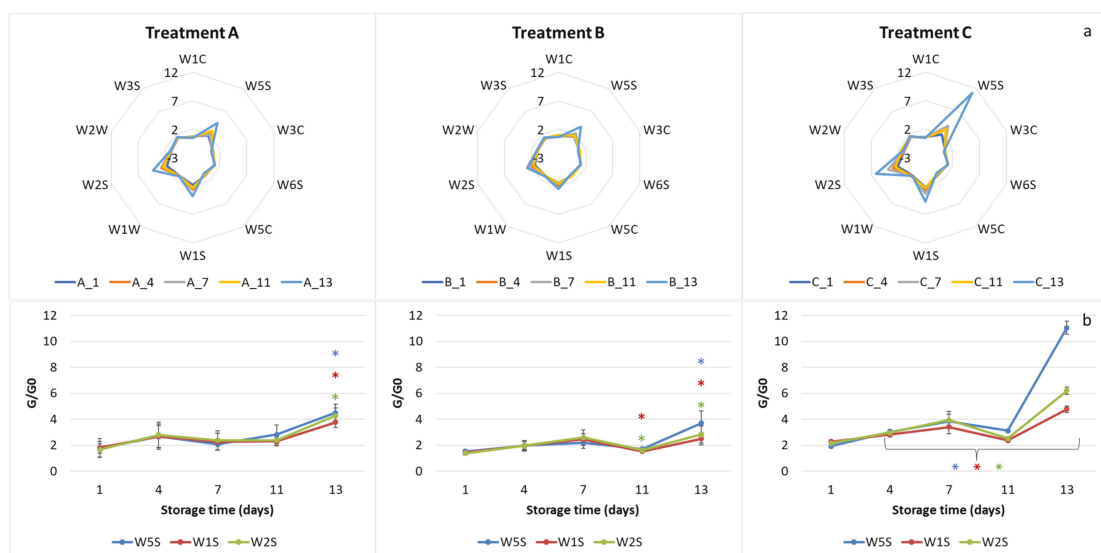 Treatment A
W1C
W5S
W3C
W6S
W5C
W1S
W1W
W2S
W2W
W3S
12
7
2
-3
A_1 A_4 A_7 A_11 A_13
Treatment B
W1C
W5S
W3C
W6S
W5C
W1S
W1W
W2S
W2W
W3S
12
7
2
-3
B_1 B_4 B_7 B_11 B_13
Treatment C
a
W1C
W5S
W3C
W6S
W5C
W1S
W1W
W2S
W2W
W3S
12
7
2
-3
C_1 C_4 C_7 C_11 C_13
G/G0
12
10
8
6
4
2
0
* 
*
*
1 4 7 11 13
Storage time (days)
W5S W1S W2S
G/G0
12
10
8
6
4
2
0
*
*
*
*
*
1 4 7 11 13
Storage time (days)
W5S W1S W2S
b
G/G0
12
10
8
6
4
2
0
* * *
1 4 7 11 13
Storage time (days)
W5S W1S W2S